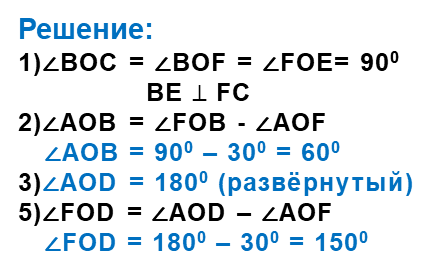 Решение:
1)∠BOC = ∠BOF = ∠FOE= 90⁰
BE ⊥ FC
2)∠AOB = ∠FOB - ∠AOF
∠AOB = 90⁰ – 30⁰ = 60⁰
3)∠AOD = 180⁰ (развёрнутый)
5)∠FOD = ∠AOD – ∠AOF
∠FOD = 180⁰ – 30⁰ = 150⁰